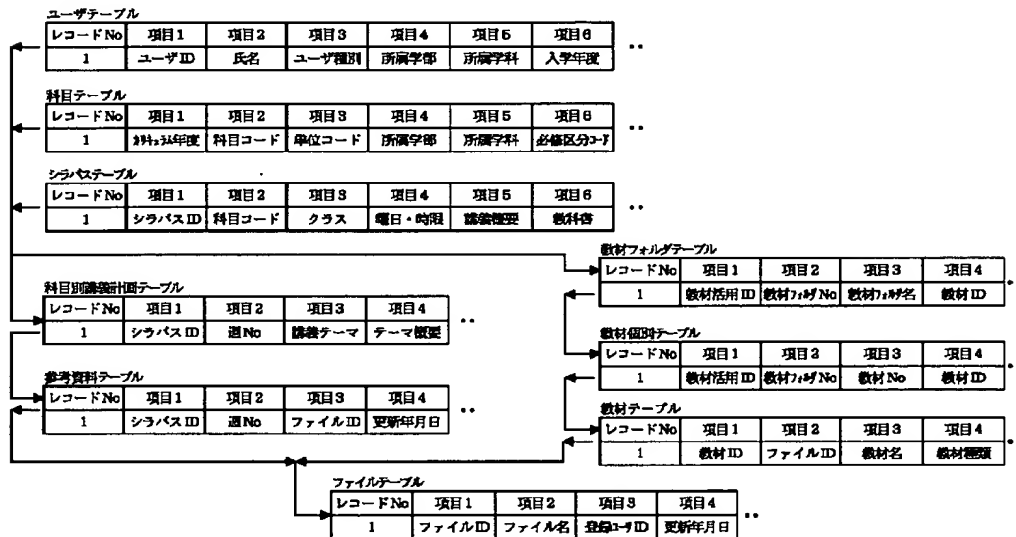 ユーザテーブル
レコードNo 項目1 項目2 項目3 項目4 項目5 項目6
1 ユーザID 氏名 ユーザ種別 所属学部 所属学科 入学年度 ‥
科目テーブル
レコードNo 項目1 項目2 項目3 項目4 項目5 項目6
1 ｶﾘｷｭﾗﾑ年度 科目コード 単位コード 所属学部 所属学科 必修区分ｺｰﾄﾞ ‥
シラバステーブル
レコードNo 項目1 項目2 項目3 項目4 項目5 項目6
1 シラバスID 科目コード クラス 曜日・時限 講義概要 教科書 ‥
教材フォルダテーブル
レコードNo 項目1 項目2 項目3 項目4
1 教材活用ID 教材ﾌｫﾙﾀﾞNo 教材ﾌｫﾙﾀﾞ名 教材ID
科目別講義計画テーブル
レコードNo 項目1 項目2 項目3 項目4
1 シラバスID 週No 講義テーマ テーマ概要 ‥
教材個別テーブル
レコードNo 項目1 項目2 項目3 項目4
1 教材活用ID 教材ﾌｫﾙﾀﾞNo 教材No 教材ID
参考資料テーブル
レコードNo 項目1 項目2 項目3 項目4
1 シラバスID 週No ファイルID 更新年月日 ‥
教材テーブル
レコードNo 項目1 項目2 項目3 項目4
1 教材ID ファイルID 教材名 教材種類
ファイルテーブル
レコードNo 項目1 項目2 項目3 項目4
1 ファイルID ファイル名 登録ﾕｰｻﾞID 更新年月日 ‥